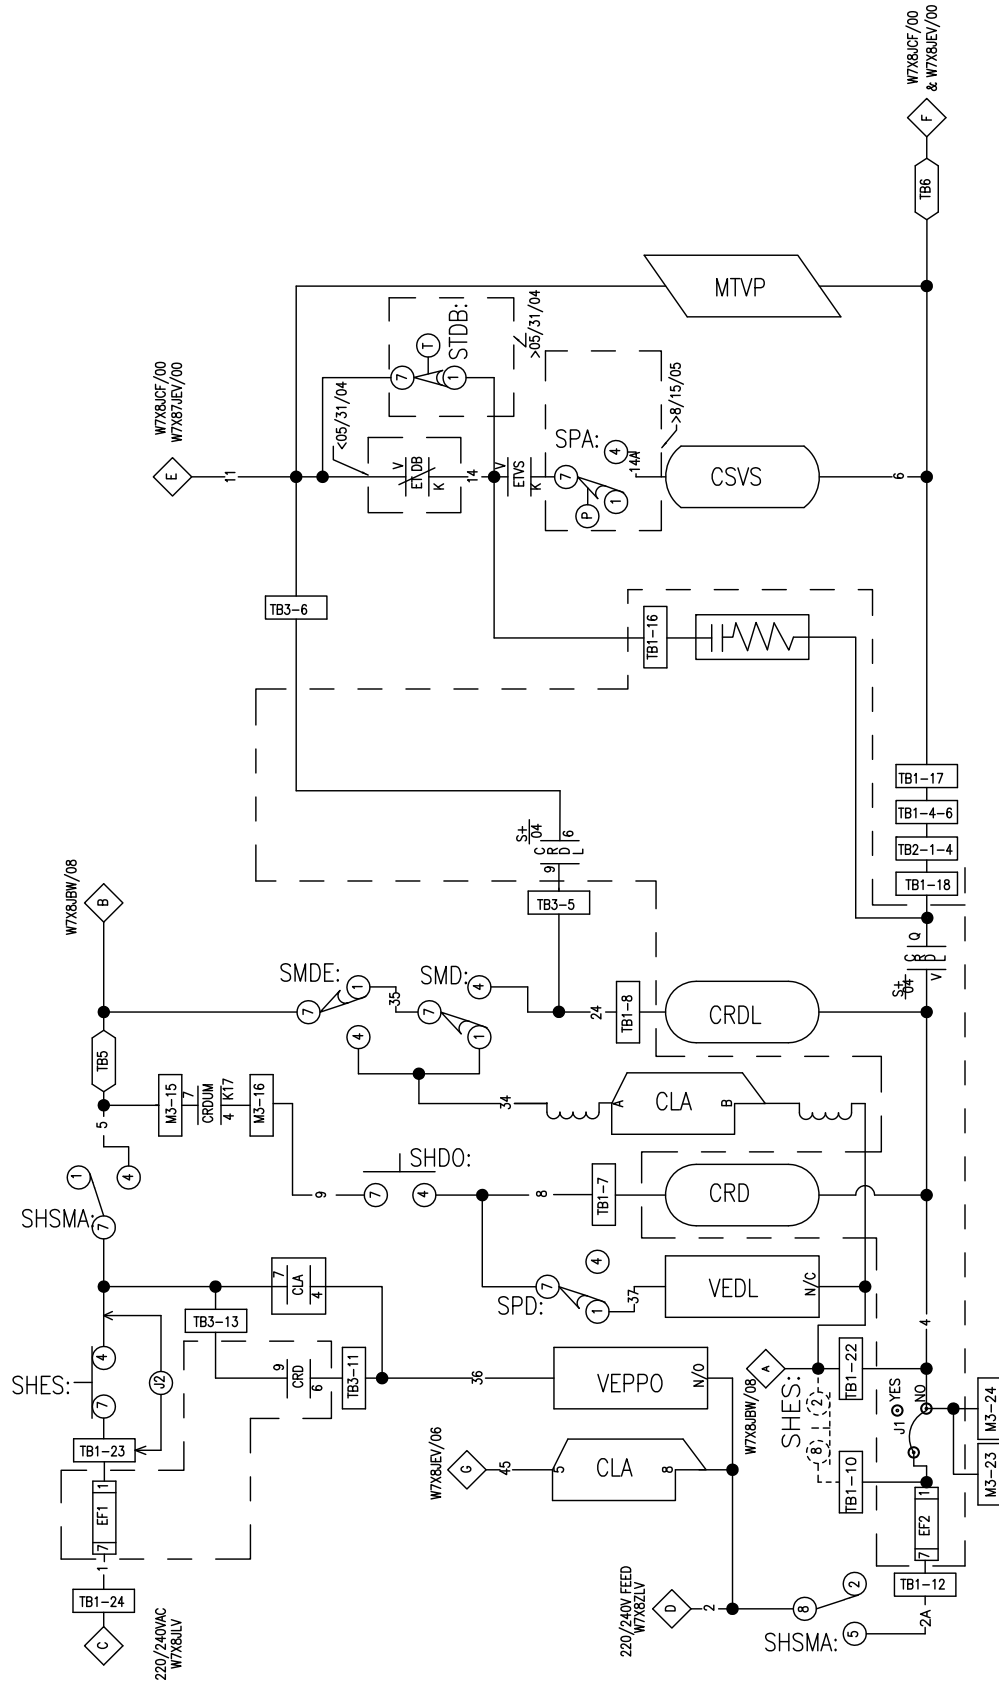 W7X8JCF/00
& W7X8JEV/00
F
TB6
MTVP
W7X8JCF/00
W7X87JEV/00
E
11
<05/31/04
7
T
1
STDB:
>05/31/04
V
ETDB
K
14
V
ETVS
K
SPA:
7
4
14A
P
1
>8/15/05
CSVS
6
TB3-6
TB1-16
TB1-17
TB1-4-6
TB2-1-4
TB1-18
S+
04
9
CRDL
6
TB3-5
S+
04
V
CRDL
Q
W7X8JBW/08
B
TB5
SMDE:
7
1
4
35
SMD:
7
4
1
24
TB1-8
CRDL
5
M3-15
7
CRDUM
4
K17
M3-16
34
A
CLA
B
SHSMA:
1
4
7
9
SHDO:
7
4
8
TB1-7
CRD
TB3-13
7
CLA
4
SPD:
7
4
1
37
VEDL
N/C
SHES:
4
7
J2
9
CRD
6
TB3-11
36
VEPPO
N/O
W7X8JBW/08
A
SHES:
2
8
TB1-22
TB1-10
4
J1
YES
NO
M3-24
M3-23
TB1-23
W7X8JEV/06
G
45
5
CLA
8
7
EF1
1
1
TB1-24
C
220/240VAC
W7X8JLV
220/240V FEED
W7X8ZLV
D
2
8
2
SHSMA:
5
2A
TB1-12
7
EF2
1